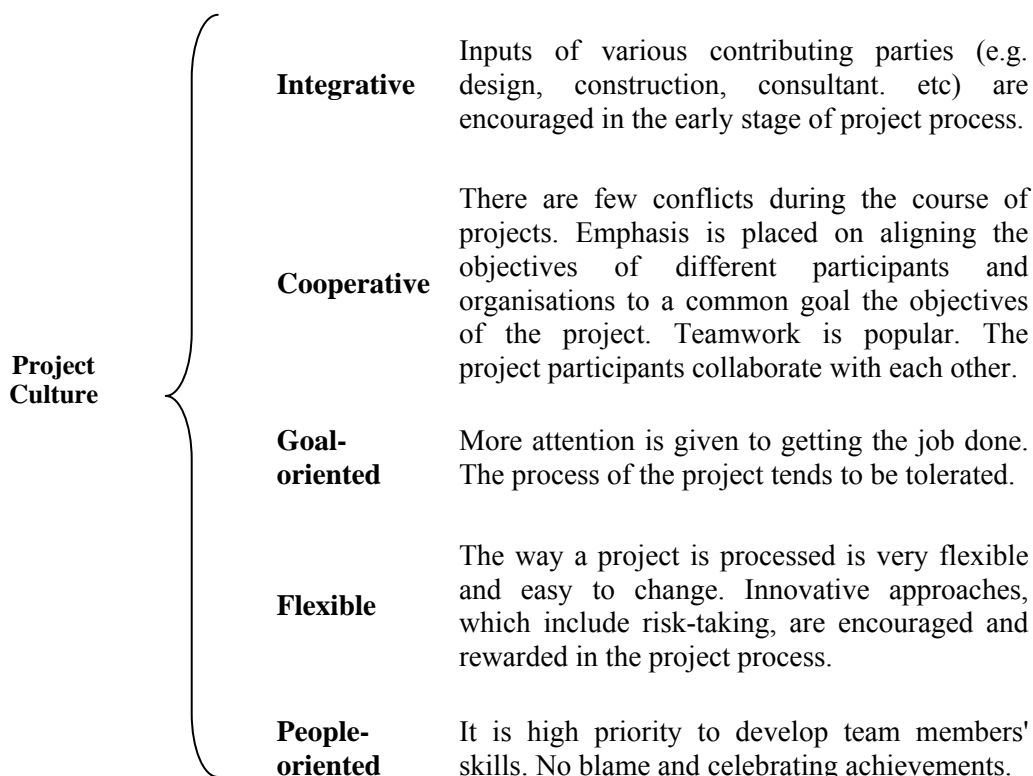 Integrative
Inputs of various contributing parties (e.g.
design, construction, consultant. etc) are
encouraged in the early stage of project process.
Cooperative
There are few conflicts during the course of
projects. Emphasis is placed on aligning the
objectives of different participants and
organisations to a common goal the objectives
of the project. Teamwork is popular. The
project participants collaborate with each other.
Project
Culture
Goal-
oriented
More attention is given to getting the job done.
The process of the project tends to be tolerated.
Flexible
The way a project is processed is very flexible
and easy to change. Innovative approaches,
which include risk-taking, are encouraged and
rewarded in the project process.
People-
oriented
It is high priority to develop team members'
skills. No blame and celebrating achievements.